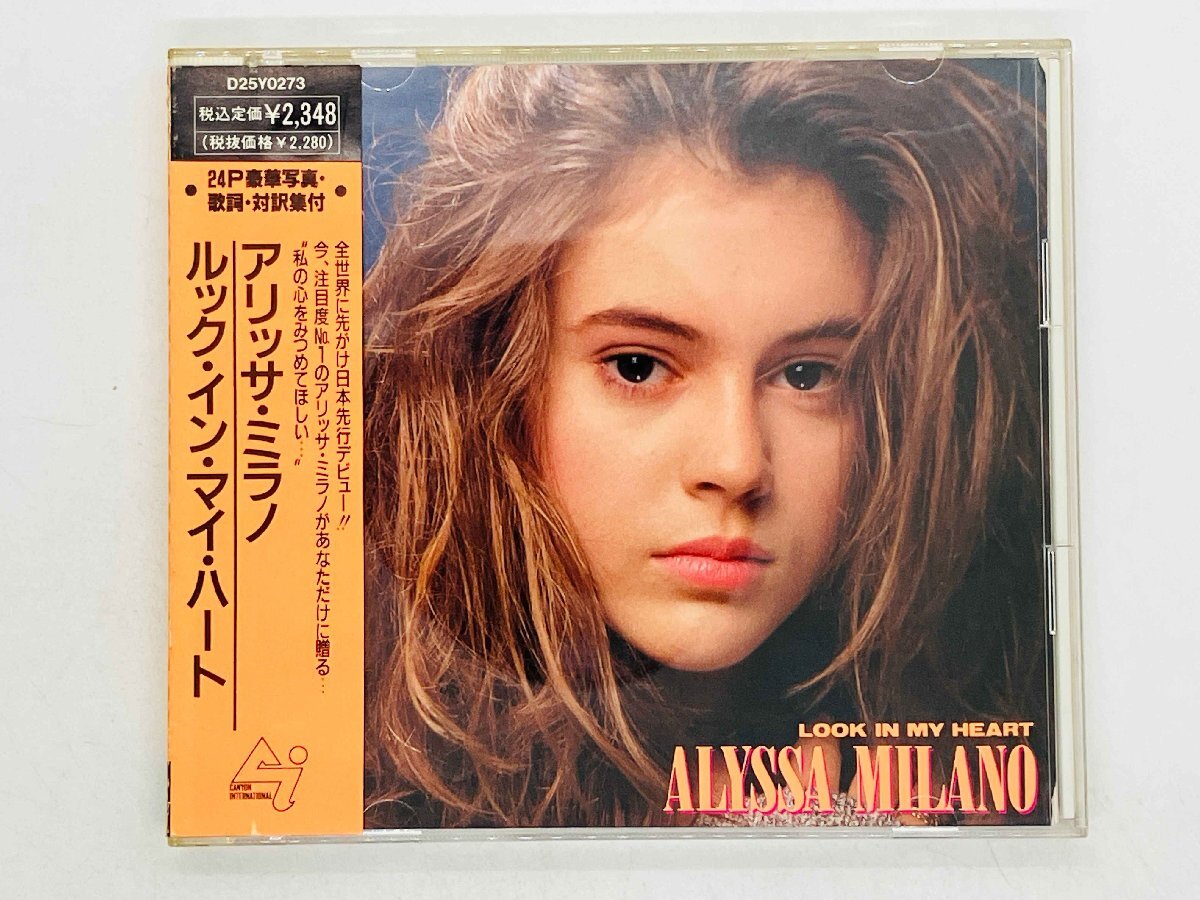 D25Y0273
税込定価¥2,348
(税抜価格¥2,280)
● 24P豪華写真・ ●
歌詞・対訳集付
全世界に先がけ日本先行デビュー!!
今、注目度No.1のアリッサ・ミラノがあなただけに贈る…
“私の心をみつめてほしい…”
アリッサ・ミラノ
ルック・イン・マイ・ハート
CANYON
INTERNATIONAL
LOOK IN MY HEART
ALYSSA MILANO